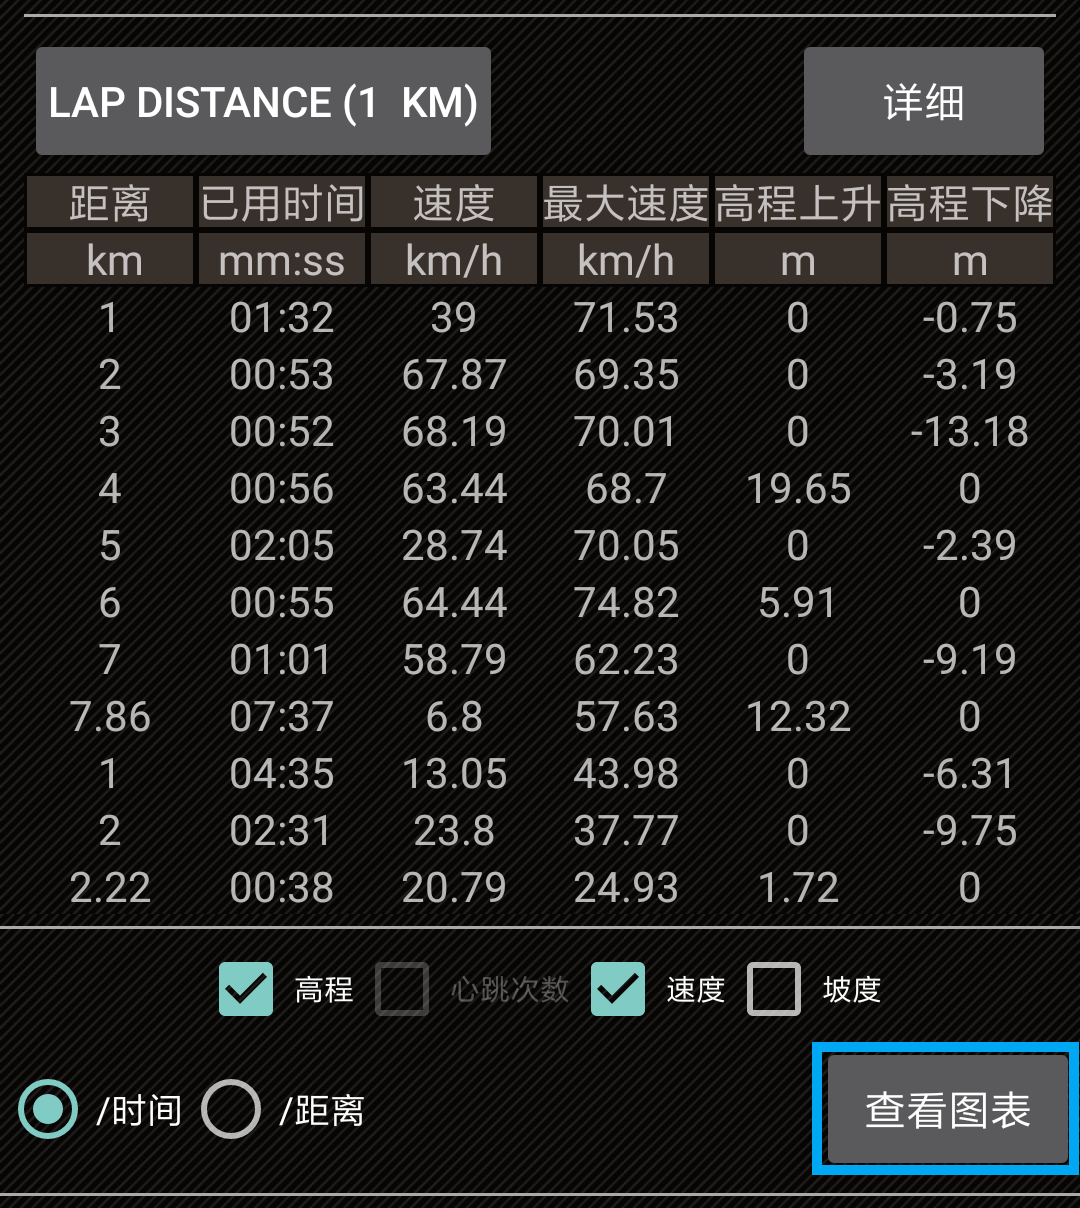 LAP DISTANCE (1 KM) 详细
距离 已用时间 速度 最大速度 高程上升 高程下降
km mm:ss km/h km/h m m
1 01:32 39 71.53 0 -0.75
2 00:53 67.87 69.35 0 -3.19
3 00:52 68.19 70.01 0 -13.18
4 00:56 63.44 68.7 19.65 0
5 02:05 28.74 70.05 0 -2.39
6 00:55 64.44 74.82 5.91 0
7 01:01 58.79 62.23 0 -9.19
7.86 07:37 6.8 57.63 12.32 0
1 04:35 13.05 43.98 0 -6.31
2 02:31 23.8 37.77 0 -9.75
2.22 00:38 20.79 24.93 1.72 0
高程 心跳次数 速度 坡度
/时间 /距离 查看图表